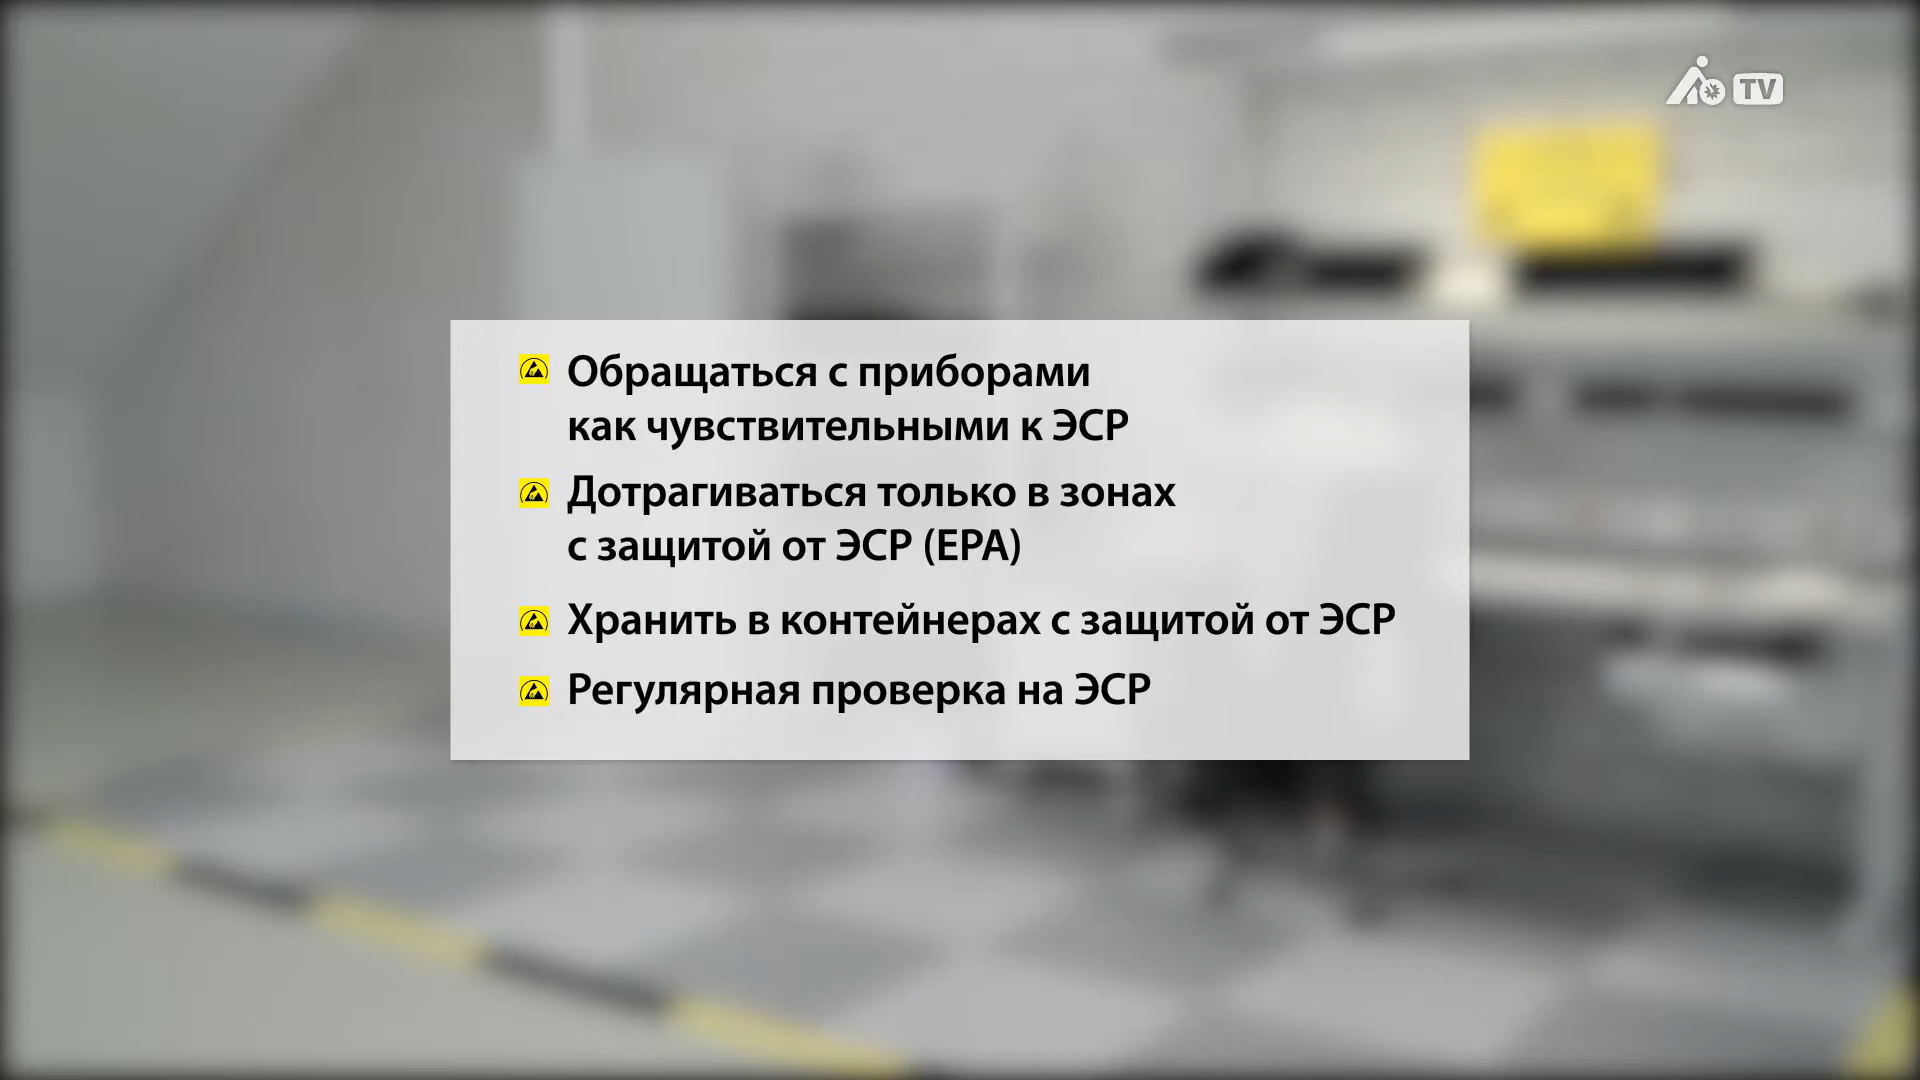 TV
Обращаться с приборами
как чувствительными к ЭСР
Дотрагиваться только в зонах
с защитой от ЭСР (EPA)
Хранить в контейнерах с защитой от ЭСР
Регулярная проверка на ЭСР